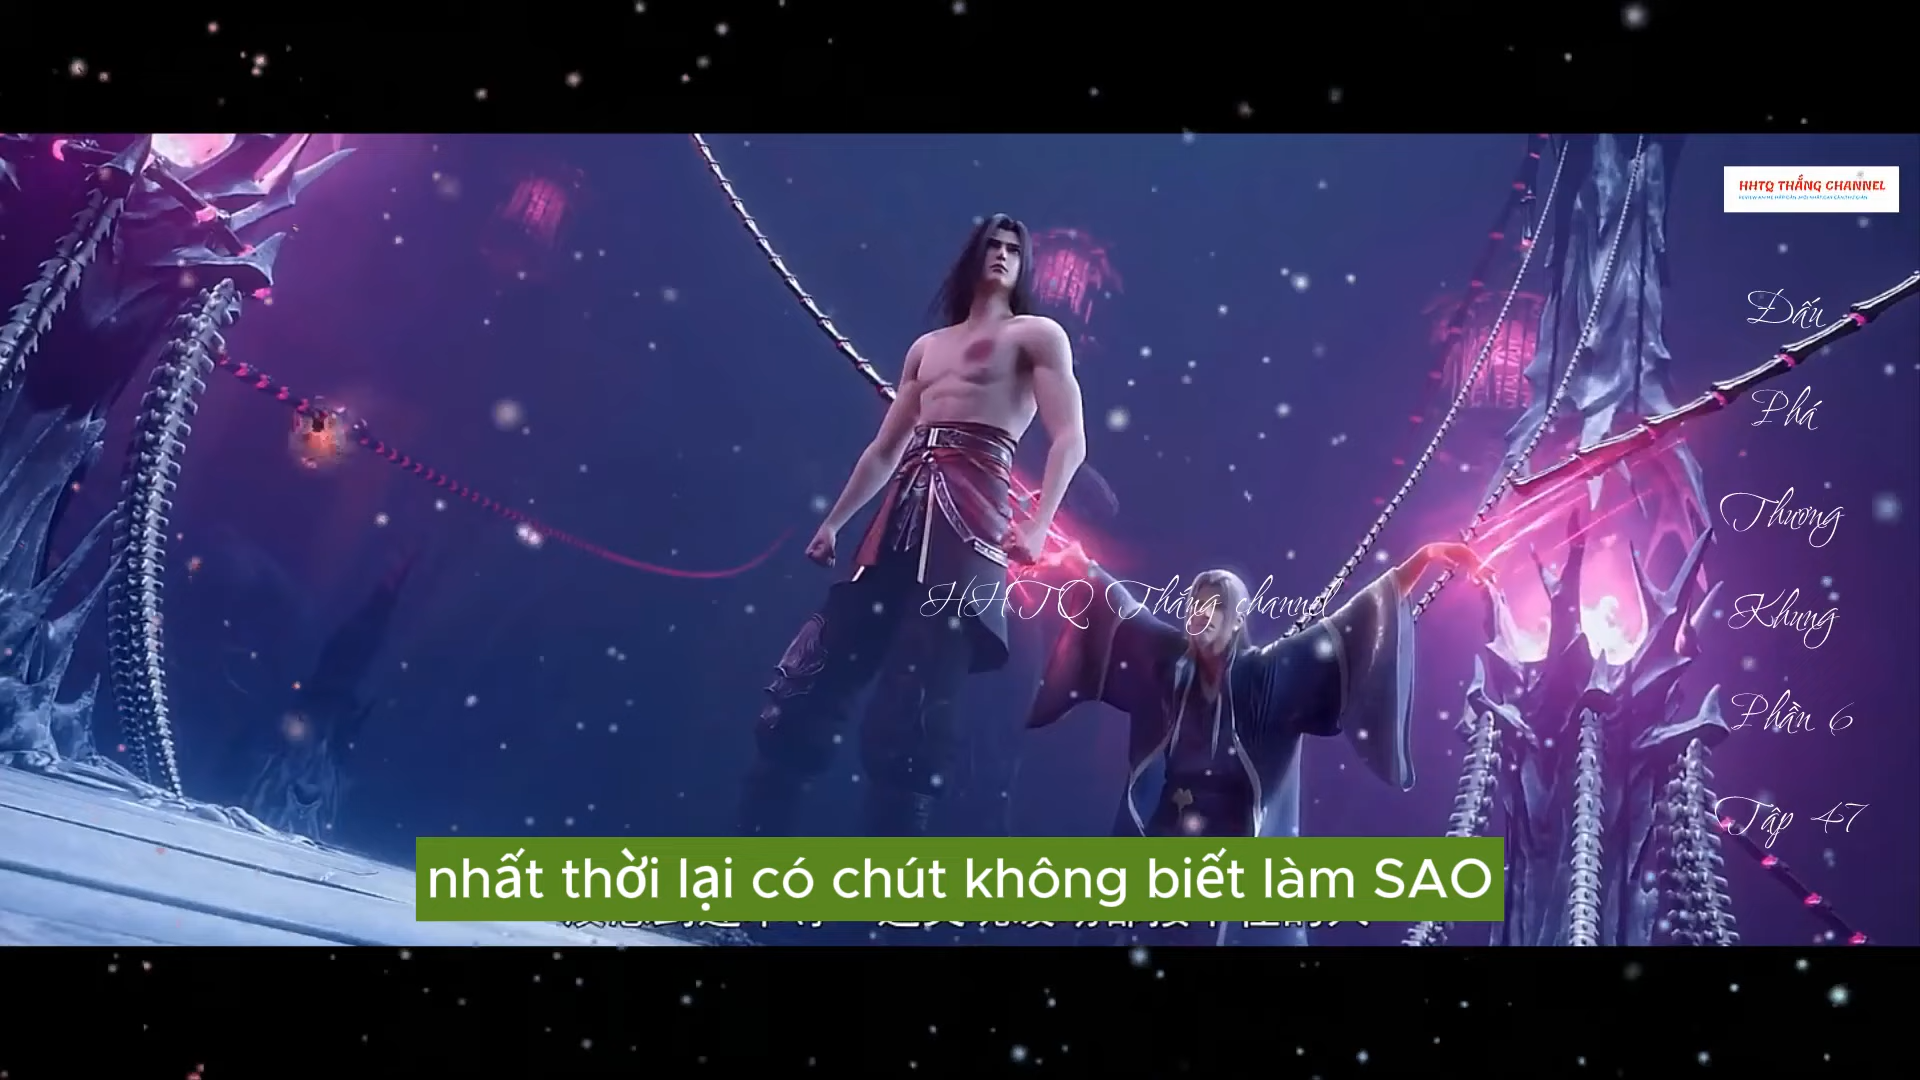 HHTQ THẮNG CHANNEL
Đấu
Phá
Thương
Khung
Phần 6
Tập 47
HHTQ Thắng channel
nhất thời lại có chút không biết làm SAO